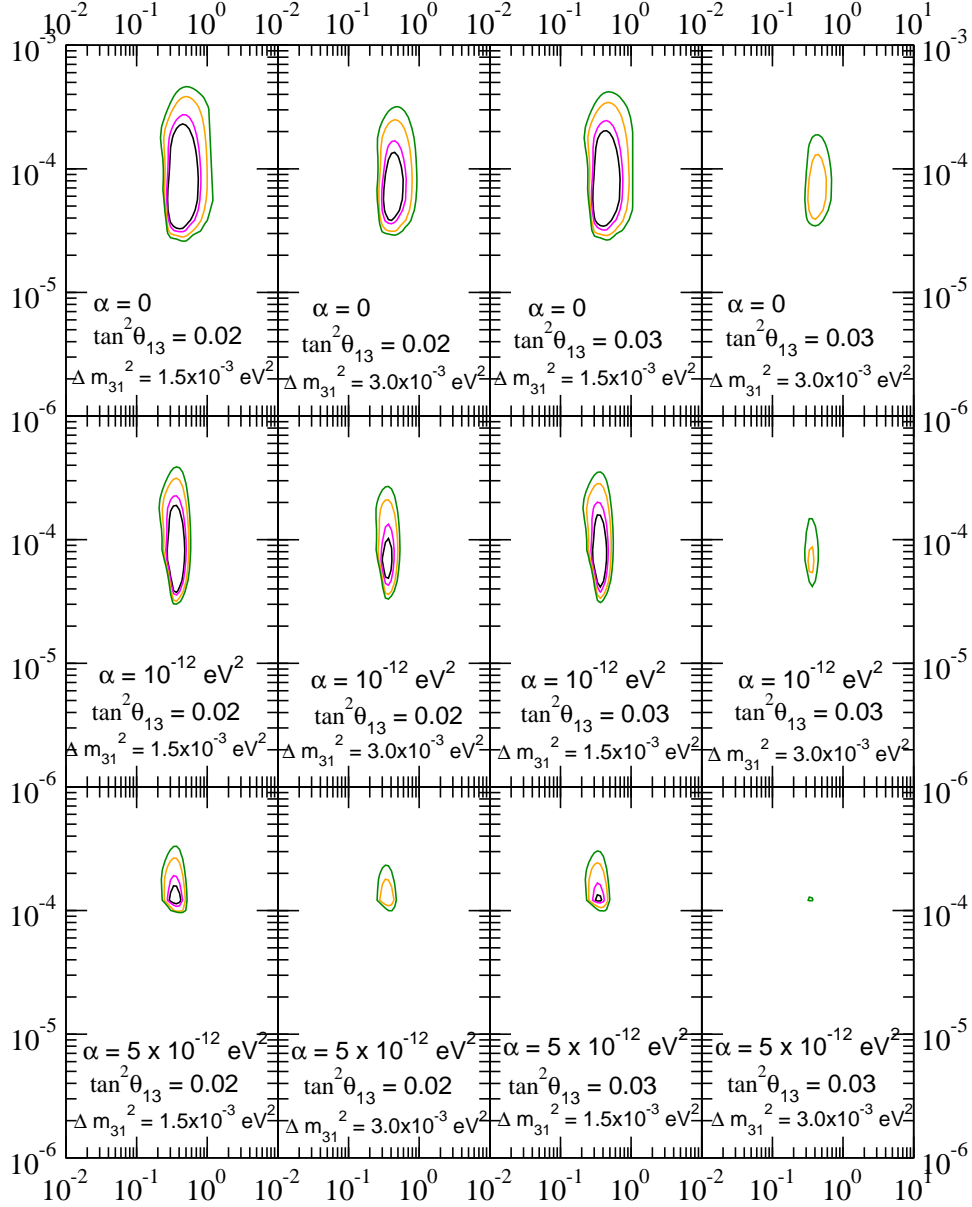 10^-2 10^-1 10^0 10^-2 10^-1 10^0 10^-2 10^-1 10^0 10^-2 10^-1 10^0 10^1
10^-3 10^-3
10^-4 10^-4
10^-5 10^-5
α = 0 α = 0 α = 0 α = 0
tan^2θ_13 = 0.02 tan^2θ_13 = 0.02 tan^2θ_13 = 0.03 tan^2θ_13 = 0.03
Δ m_31^2 = 1.5x10^-3 eV^2 Δ m_31^2 = 3.0x10^-3 eV^2 Δ m_31^2 = 1.5x10^-3 eV^2 Δ m_31^2 = 3.0x10^-3 eV^2
10^-6 10^-6
10^-4 10^-4
10^-5 10^-5
α = 10^-12 eV^2 α = 10^-12 eV^2 α = 10^-12 eV^2 α = 10^-12 eV^2
tan^2θ_13 = 0.02 tan^2θ_13 = 0.02 tan^2θ_13 = 0.03 tan^2θ_13 = 0.03
Δ m_31^2 = 1.5x10^-3 eV^2 Δ m_31^2 = 3.0x10^-3 eV^2 Δ m_31^2 = 1.5x10^-3 eV^2 Δ m_31^2 = 3.0x10^-3 eV^2
10^-6 10^-6
10^-4 10^-4
10^-5 10^-5
α = 5 x 10^-12 eV^2 α = 5 x 10^-12 eV^2 α = 5 x 10^-12 eV^2 α = 5 x 10^-12 eV^2
tan^2θ_13 = 0.02 tan^2θ_13 = 0.02 tan^2θ_13 = 0.03 tan^2θ_13 = 0.03
Δ m_31^2 = 1.5x10^-3 eV^2 Δ m_31^2 = 3.0x10^-3 eV^2 Δ m_31^2 = 1.5x10^-3 eV^2 Δ m_31^2 = 3.0x10^-3 eV^2
10^-6 10^-6
10^-2 10^-1 10^0 10^-2 10^-1 10^0 10^-2 10^-1 10^0 10^-2 10^-1 10^0 10^1